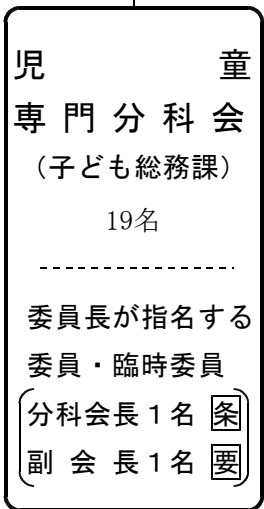 児童
専門分科会
（子ども総務課）
19名
委員長が指名する
委員・臨時委員
分科会長１名 条
副会長１名 要